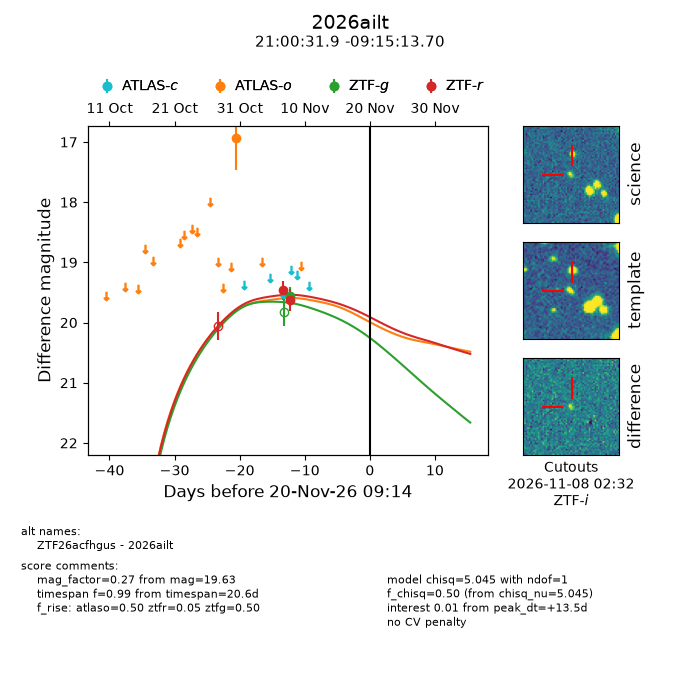 2026ailt
21:00:31.9 -09:15:13.70
ATLAS-c
ATLAS-o
ZTF-g
ZTF-r
11 Oct
21 Oct
31 Oct
10 Nov
20 Nov
30 Nov
17
18
19
20
21
22
Difference magnitude
−40
−30
−20
−10
0
10
Days before 20-Nov-26 09:14
science
template
difference
Cutouts
2026-11-08 02:32
ZTF-i
alt names:
ZTF26acfhgus - 2026ailt
score comments:
mag_factor=0.27 from mag=19.63
timespan f=0.99 from timespan=20.6d
f_rise: atlaso=0.50 ztfr=0.05 ztfg=0.50
model chisq=5.045 with ndof=1
f_chisq=0.50 (from chisq_nu=5.045)
interest 0.01 from peak_dt=+13.5d
no CV penalty